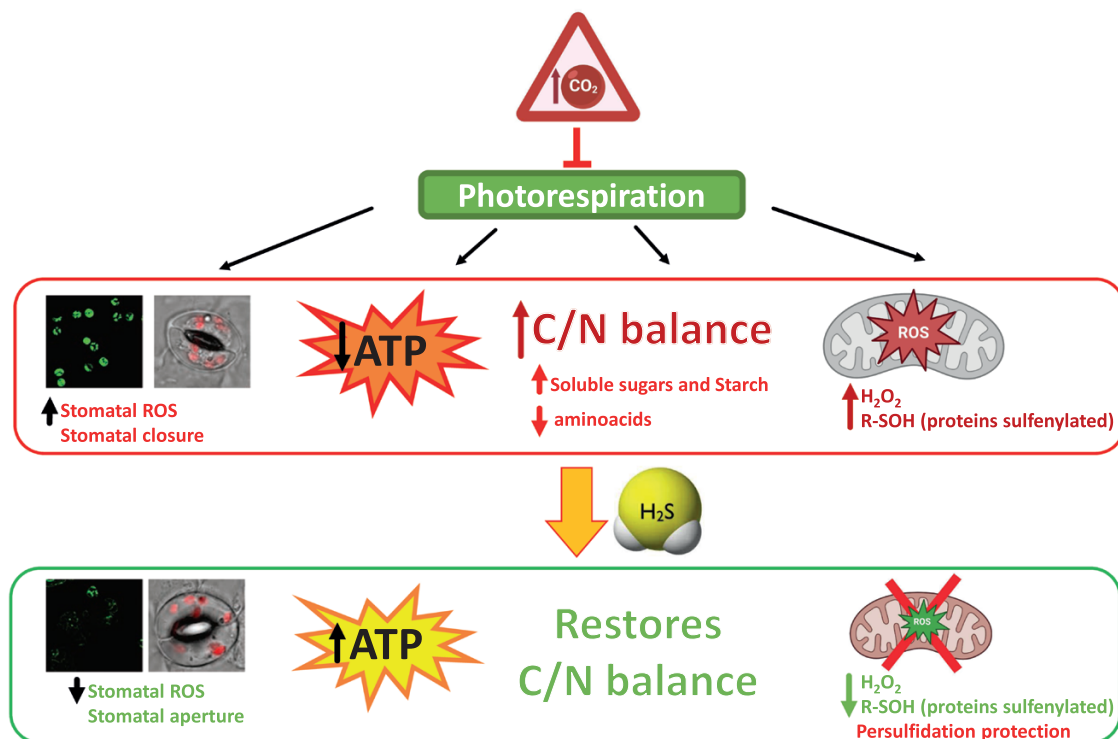 CO₂
Photorespiration
Stomatal ROS
Stomatal closure
ATP
C/N balance
Soluble sugars and Starch
aminoacids
ROS
H₂O₂
R-SOH (proteins sulfenylated)
H₂S
Stomatal ROS
Stomatal aperture
ATP
Restores
C/N balance
ROS
H₂O₂
R-SOH (proteins sulfenylated)
Persulfidation protection